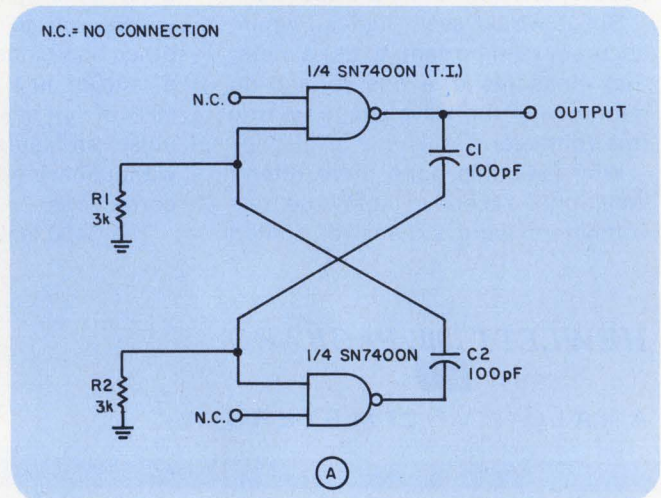 N.C.= NO CONNECTION
1/4 SN7400N (T.I.)
N.C.
OUTPUT
C1
100pF
R1
3k
1/4 SN7400N
C2
100pF
R2
3k
N.C.
A